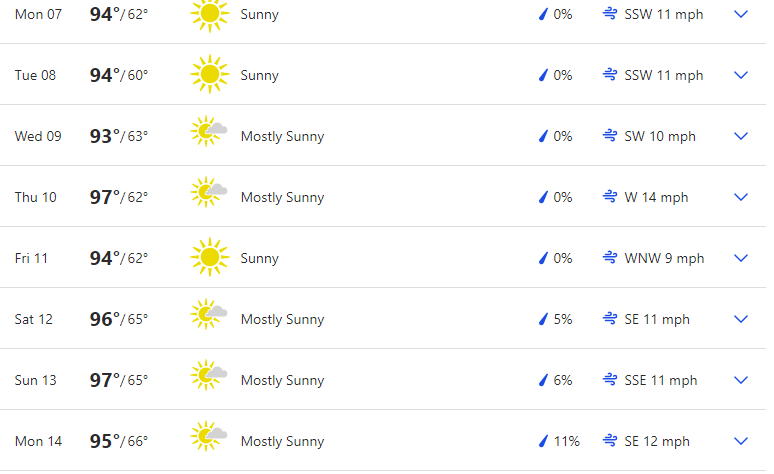 Mon 07 94°/62° Sunny 0% SSW 11 mph
Tue 08 94°/60° Sunny 0% SSW 11 mph
Wed 09 93°/63° Mostly Sunny 0% SW 10 mph
Thu 10 97°/62° Mostly Sunny 0% W 14 mph
Fri 11 94°/62° Sunny 0% WNW 9 mph
Sat 12 96°/65° Mostly Sunny 5% SE 11 mph
Sun 13 97°/65° Mostly Sunny 6% SSE 11 mph
Mon 14 95°/66° Mostly Sunny 11% SE 12 mph